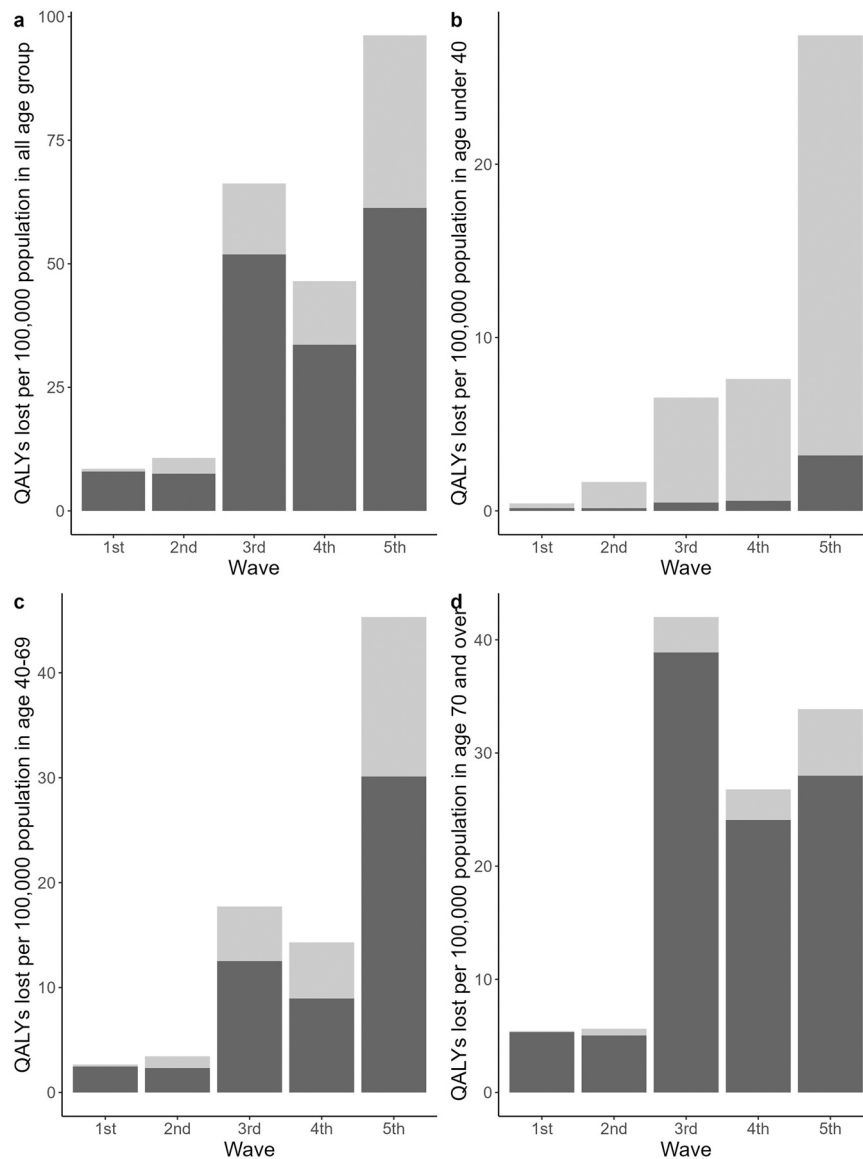 a
QALYs lost per 100,000 population in all age group
100
75
50
25
0
1st 2nd 3rd 4th 5th
Wave
b
QALYs lost per 100,000 population in age under 40
20
10
0
1st 2nd 3rd 4th 5th
Wave
c
QALYs lost per 100,000 population in age 40-69
40
30
20
10
0
1st 2nd 3rd 4th 5th
Wave
d
QALYs lost per 100,000 population in age 70 and over
40
30
20
10
0
1st 2nd 3rd 4th 5th
Wave